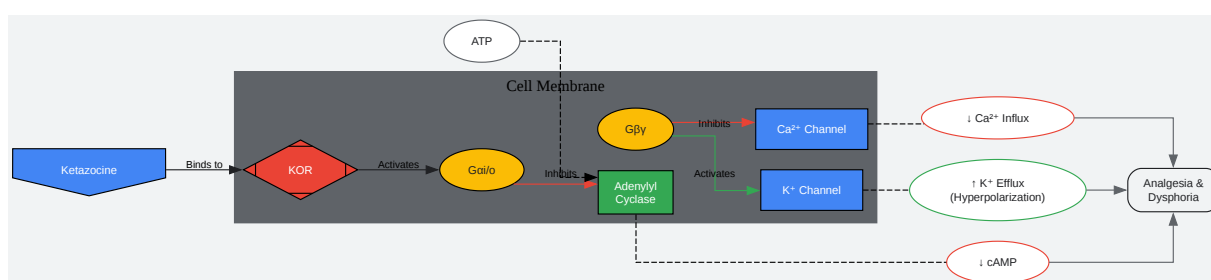 ATP
Cell Membrane
Gβγ
Inhibits
Ca²⁺ Channel
↓ Ca²⁺ Influx
Ketazocine
Binds to
KOR
Activates
Gαi/o
Inhibits
Adenylyl
Cyclase
Activates
K⁺ Channel
↑ K⁺ Efflux
(Hyperpolarization)
Analgesia &
Dysphoria
↓ cAMP